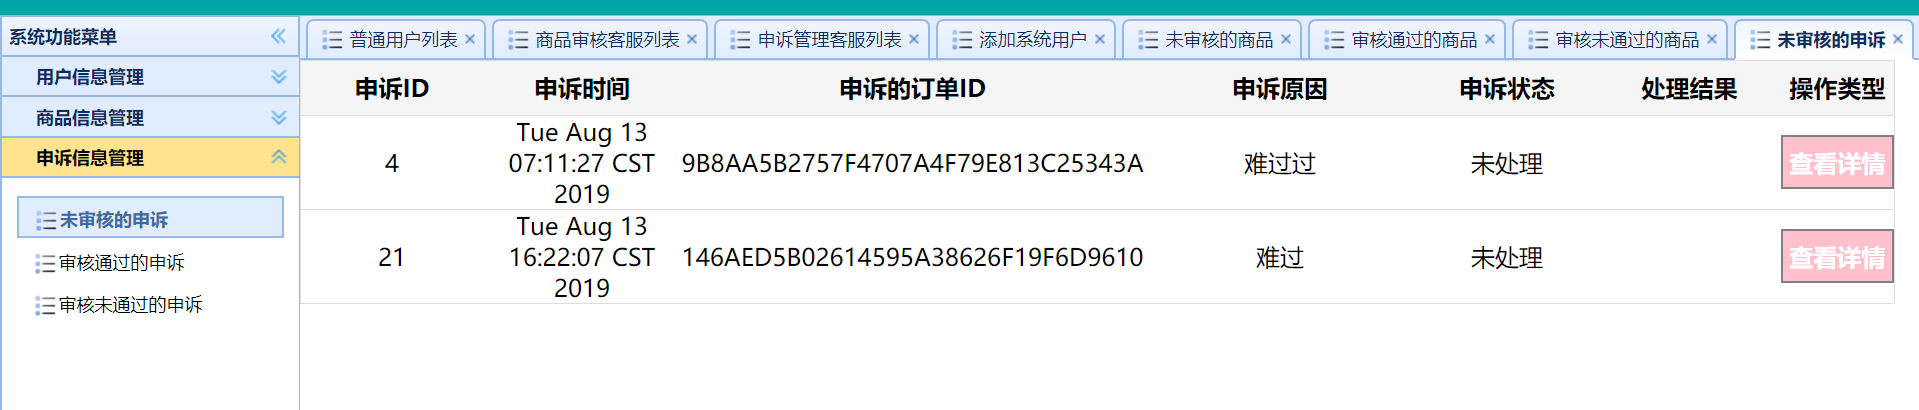 系统功能菜单
用户信息管理
商品信息管理
申诉信息管理
未审核的申诉
审核通过的申诉
审核未通过的申诉
普通用户列表 商品审核客服列表 申诉管理客服列表 添加系统用户 未审核的商品 审核通过的商品 审核未通过的商品 未审核的申诉
申诉ID 申诉时间 申诉的订单ID 申诉原因 申诉状态 处理结果 操作类型
Tue Aug 13
4 07:11:27 CST 9B8AA5B2757F4707A4F79E813C25343A 难过过 未处理 查看详情
2019
Tue Aug 13
21 16:22:07 CST 146AED5B02614595A38626F19F6D9610 难过 未处理 查看详情
2019